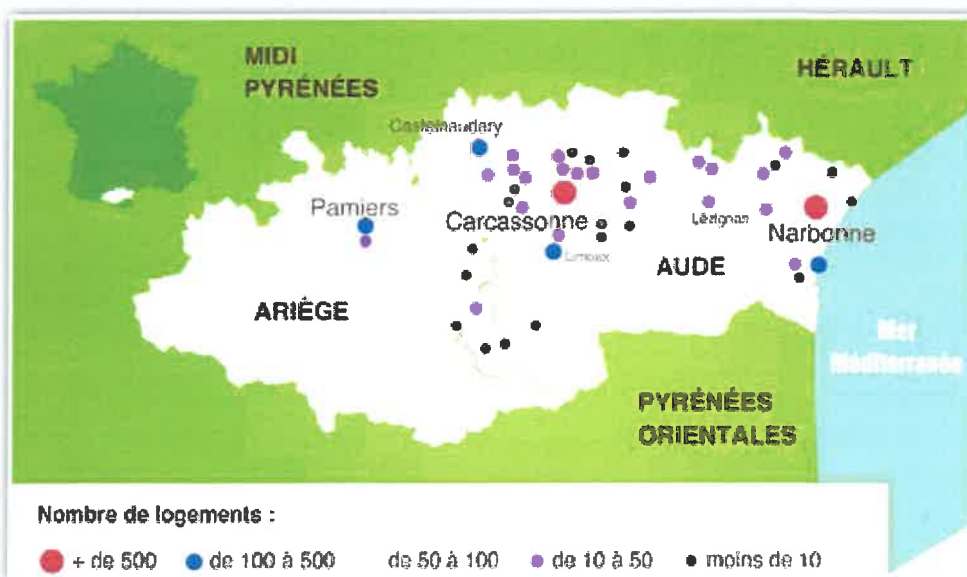 MIDI
PYRÉNÉES
HÉRAULT
Castelnaudary
Pamiers
Carcassonne
Lézignan
Narbonne
Limoux
AUDE
ARIÈGE
Mer
Méditerranée
PYRÉNÉES
ORIENTALES
Nombre de logements :
+ de 500 de 100 à 500 de 50 à 100 de 10 à 50 moins de 10